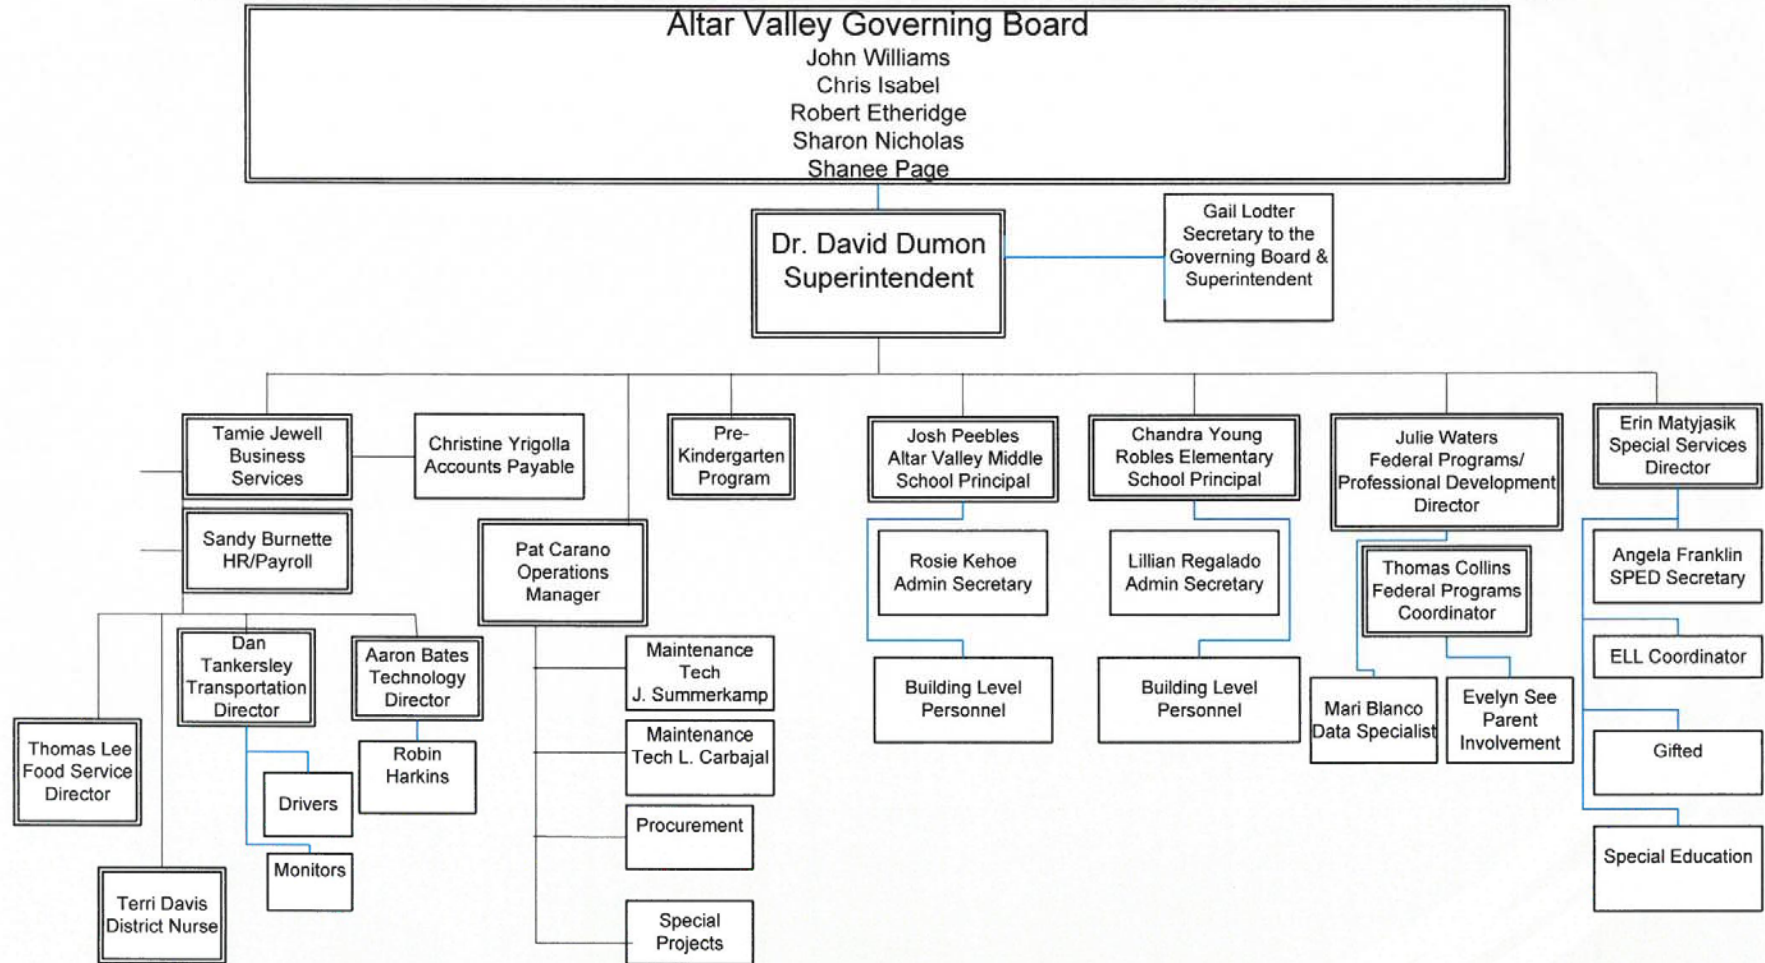 Altar Valley Governing Board
John Williams
Chris Isabel
Robert Etheridge
Sharon Nicholas
Shanee Page
Dr. David Dumon
Superintendent
Gail Lodter
Secretary to the
Governing Board &
Superintendent
Tamie Jewell
Business
Services
Christine Yrigolla
Accounts Payable
Pre-
Kindergarten
Program
Josh Peebles
Altar Valley Middle
School Principal
Chandra Young
Robles Elementary
School Principal
Julie Waters
Federal Programs/
Professional Development
Director
Erin Matyjasik
Special Services
Director
Sandy Burnette
HR/Payroll
Pat Carano
Operations
Manager
Rosie Kehoe
Admin Secretary
Lillian Regalado
Admin Secretary
Thomas Collins
Federal Programs
Coordinator
Angela Franklin
SPED Secretary
Dan
Tankersley
Transportation
Director
Aaron Bates
Technology
Director
Maintenance
Tech
J. Summerkamp
Building Level
Personnel
Building Level
Personnel
ELL Coordinator
Mari Blanco
Data Specialist
Evelyn See
Parent
Involvement
Thomas Lee
Food Service
Director
Robin
Harkins
Maintenance
Tech L. Carbajal
Gifted
Drivers
Procurement
Monitors
Special Education
Terri Davis
District Nurse
Special
Projects